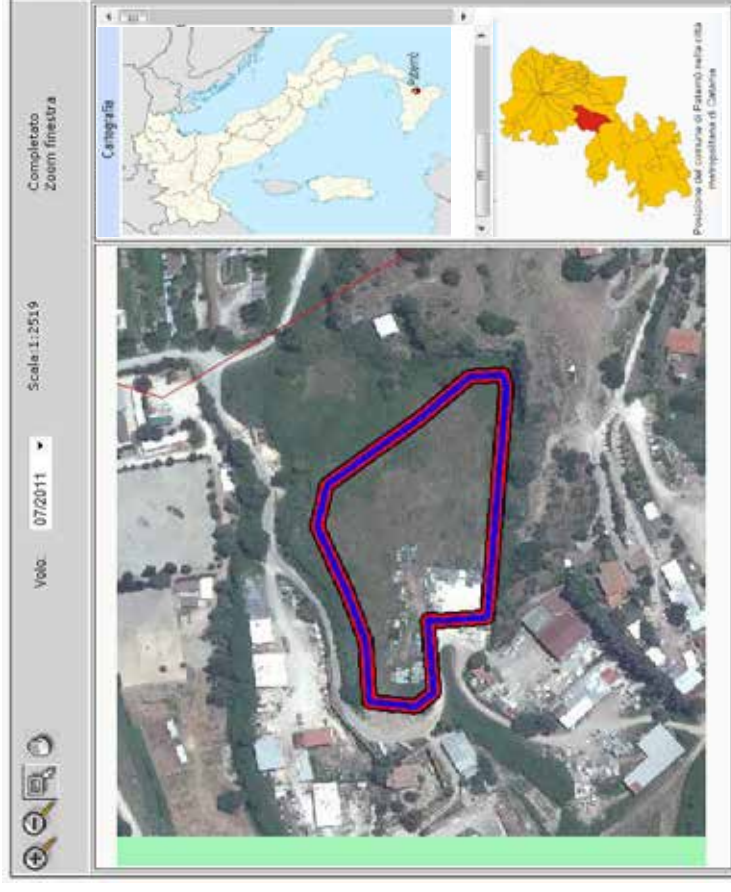 Volo:
07/2011
Scala:1:2519
Completato
Zoom finestra
Cartografia
Paternò
Posizione del comune di Paternò nella città
metropolitana di Catania